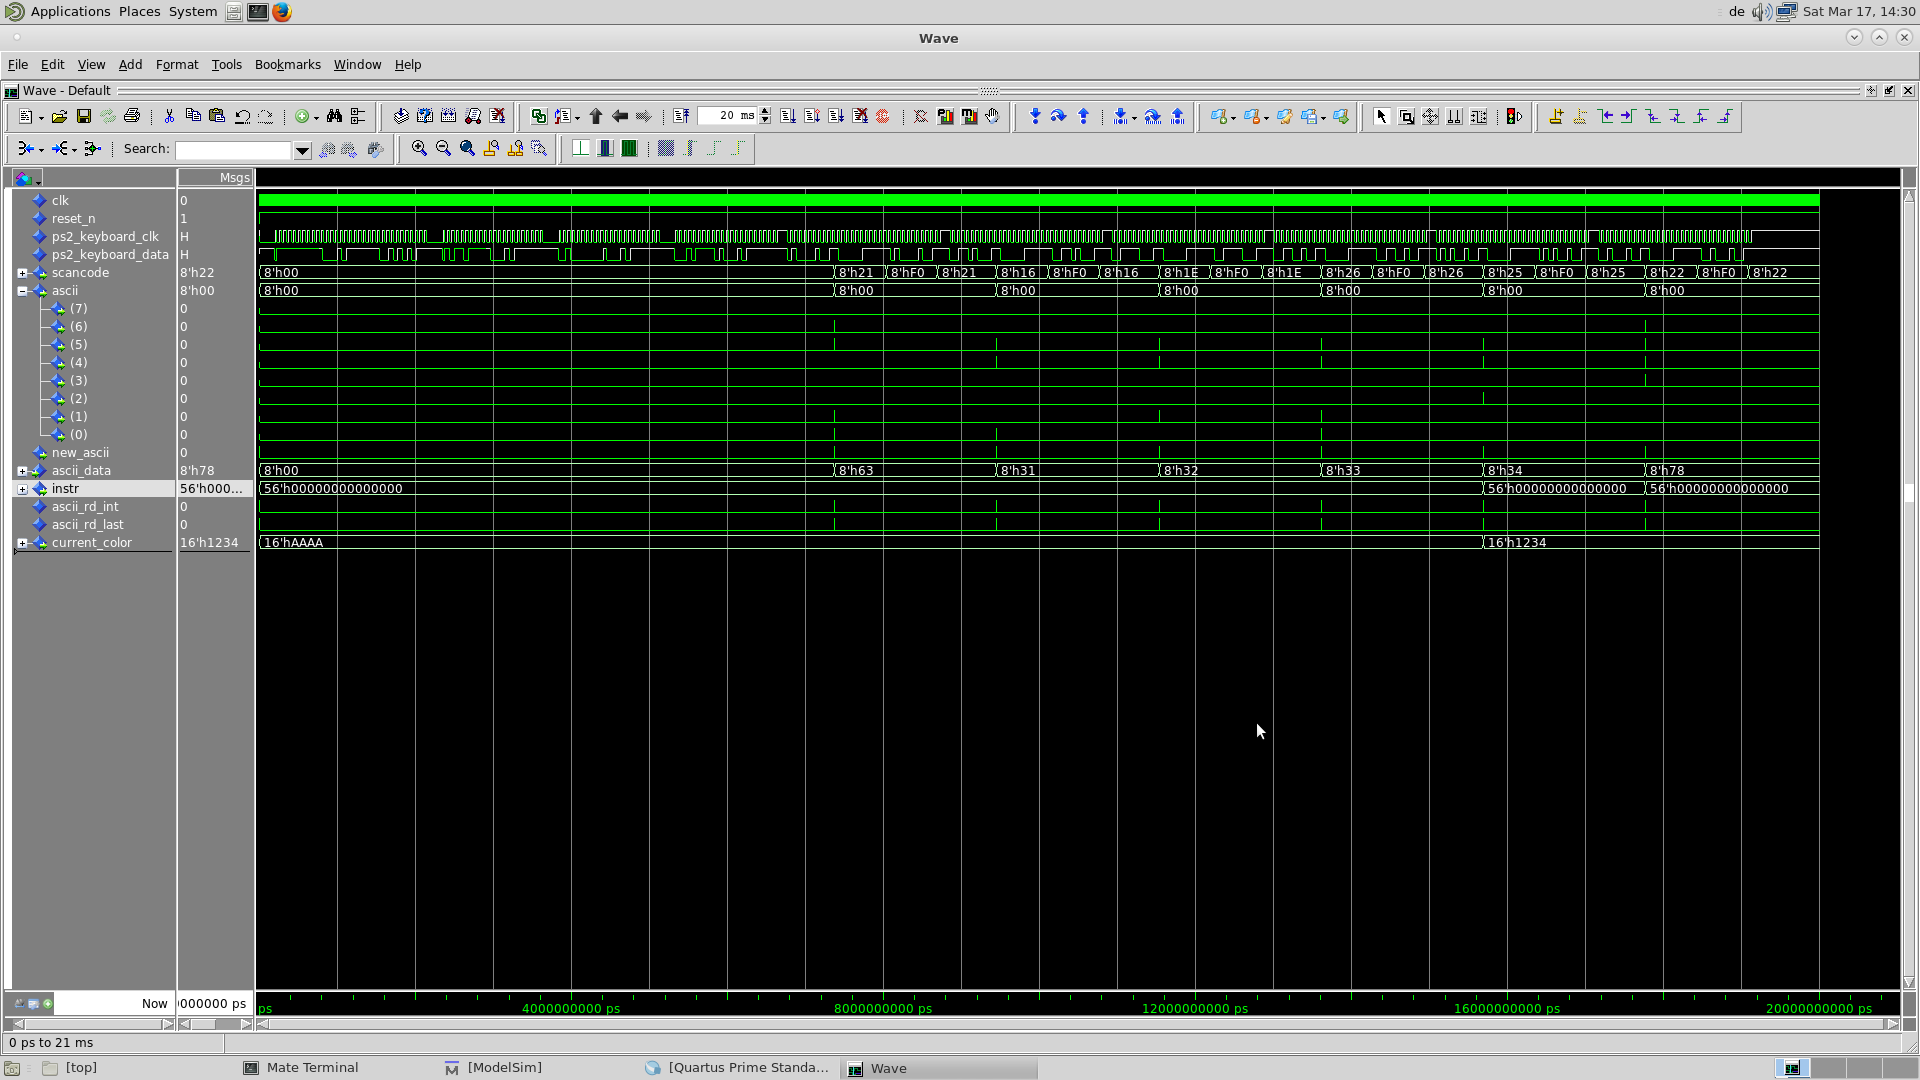 Applications Places System de Sat Mar 17, 14:30
Wave
File Edit View Add Format Tools Bookmarks Window Help
Wave - Default
20 ms
Search:
Msgs
clk 0
reset_n 1
ps2_keyboard_clk H
ps2_keyboard_data H
scancode 8'h22 8'h00 8'h21 8'hF0 8'h21 8'h16 8'hF0 8'h16 8'h1E 8'hF0 8'h1E 8'h26 8'hF0 8'h26 8'h25 8'hF0 8'h25 8'h22 8'hF0 8'h22
ascii 8'h00 8'h00 8'h00 8'h00 8'h00 8'h00 8'h00 8'h00
(7) 0
(6) 0
(5) 0
(4) 0
(3) 0
(2) 0
(1) 0
(0) 0
new_ascii 0
ascii_data 8'h78 8'h00 8'h63 8'h31 8'h32 8'h33 8'h34 8'h78
instr 56'h000... 56'h00000000000000 56'h00000000000000 56'h00000000000000
ascii_rd_int 0
ascii_rd_last 0
current_color 16'h1234 16'hAAAA 16'h1234
Now 0000000 ps ps 4000000000 ps 8000000000 ps 12000000000 ps 16000000000 ps 20000000000 ps
0 ps to 21 ms
[top] Mate Terminal [ModelSim] [Quartus Prime Standa... Wave